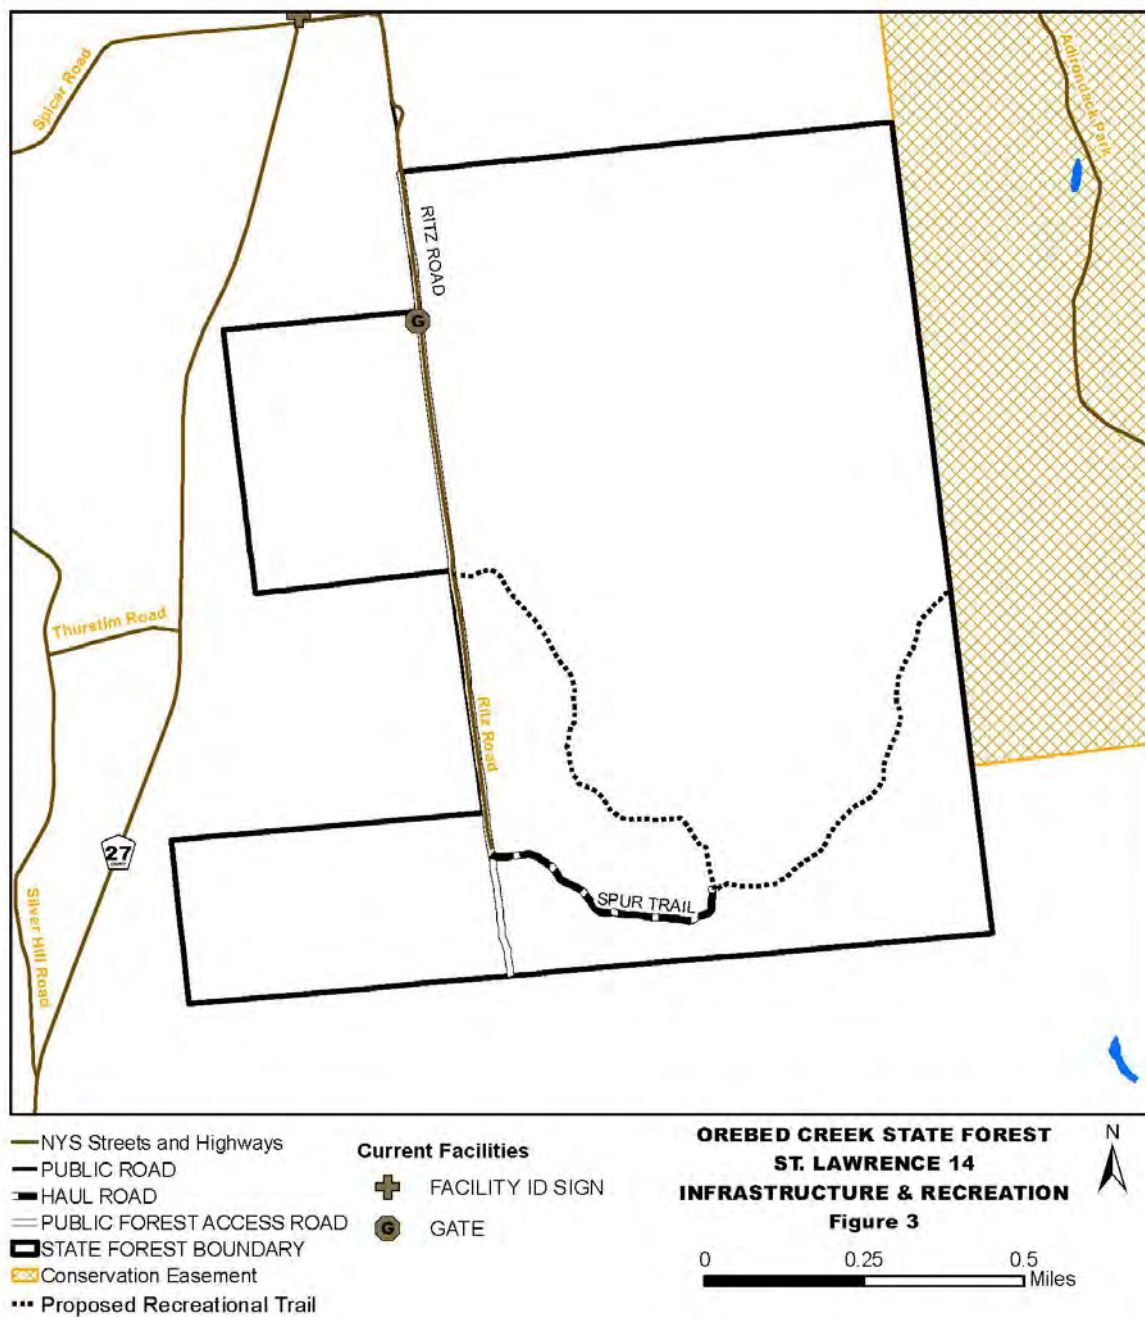 Spicer Road
Adirondack Park
RITZ ROAD
G
Thurstim Road
Ritz Road
27
SPUR TRAIL
Silver Hill Road
NYS Streets and Highways
PUBLIC ROAD
HAUL ROAD
PUBLIC FOREST ACCESS ROAD
STATE FOREST BOUNDARY
Conservation Easement
Proposed Recreational Trail
Current Facilities
FACILITY ID SIGN
G GATE
OREBED CREEK STATE FOREST
ST. LAWRENCE 14
INFRASTRUCTURE & RECREATION
Figure 3
N
0 0.25 0.5
Miles